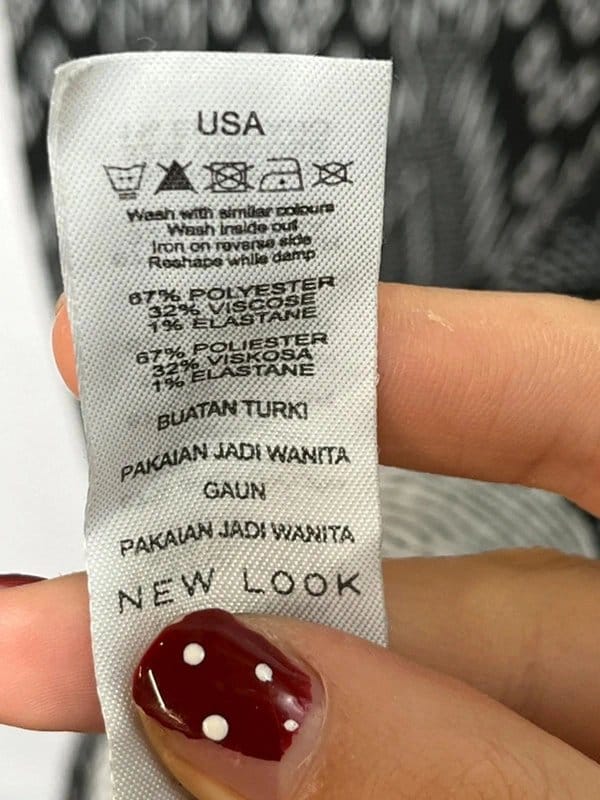 USA
Wash with similar colours
Wash inside out
Iron on reverse side
Reshape while damp
67% POLYESTER
32% VISCOSE
1% ELASTANE
67% POLIESTER
32% VISKOSA
1% ELASTANE
BUATAN TURKI
PAKAIAN JADI WANITA
GAUN
PAKAIAN JADI WANITA
NEW LOOK